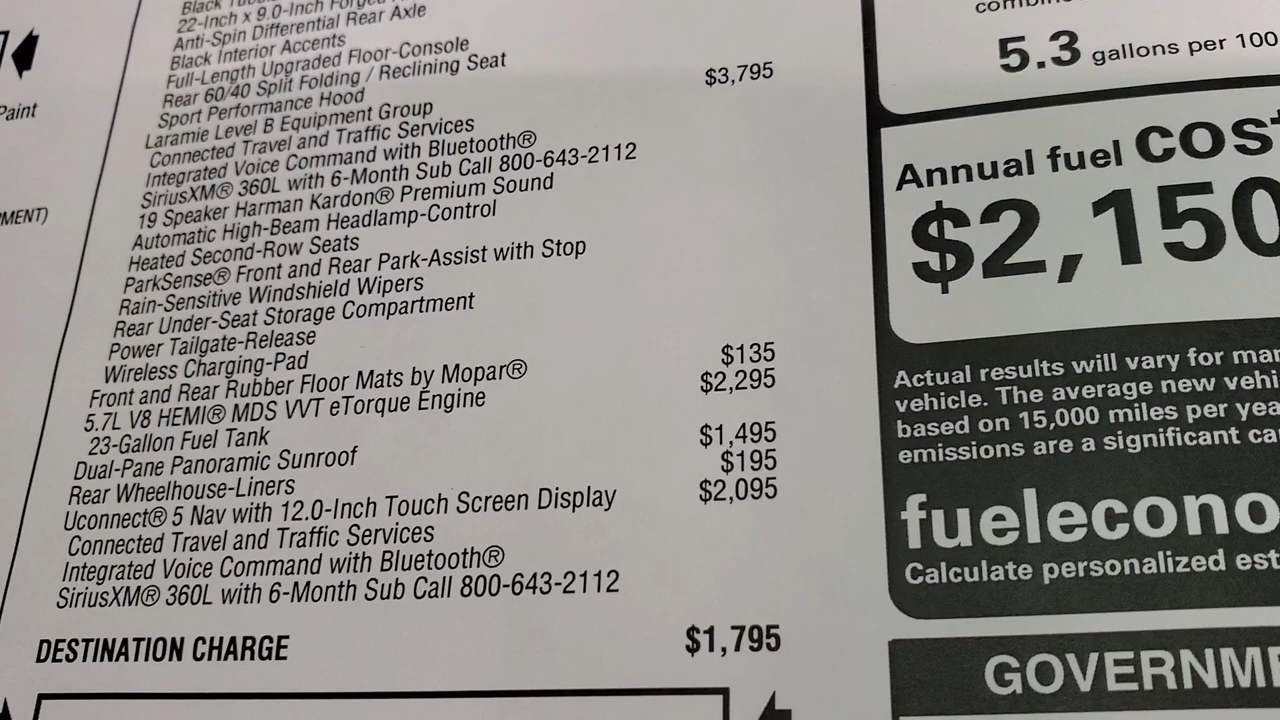 Paint
MENT)
Black
22-Inch x 9.0-Inch Forged
Anti-Spin Differential Rear Axle
Black Interior Accents
Full-Length Upgraded Floor-Console
Rear 60/40 Split Folding / Reclining Seat
Sport Performance Hood
Laramie Level B Equipment Group $3,795
Connected Travel and Traffic Services
Integrated Voice Command with Bluetooth®
SiriusXM® 360L with 6-Month Sub Call 800-643-2112
19 Speaker Harman Kardon® Premium Sound
Automatic High-Beam Headlamp-Control
Heated Second-Row Seats
ParkSense® Front and Rear Park-Assist with Stop
Rain-Sensitive Windshield Wipers
Rear Under-Seat Storage Compartment
Power Tailgate-Release
Wireless Charging-Pad
Front and Rear Rubber Floor Mats by Mopar® $135
5.7L V8 HEMI® MDS VVT eTorque Engine $2,295
23-Gallon Fuel Tank
Dual-Pane Panoramic Sunroof $1,495
Rear Wheelhouse-Liners $195
Uconnect® 5 Nav with 12.0-Inch Touch Screen Display $2,095
Connected Travel and Traffic Services
Integrated Voice Command with Bluetooth®
SiriusXM® 360L with 6-Month Sub Call 800-643-2112
DESTINATION CHARGE $1,795
5.3 gallons per 100
Annual fuel cost
$2,150
Actual results will vary for man
vehicle. The average new vehi
based on 15,000 miles per yea
emissions are a significant ca
fuelecono
Calculate personalized est
GOVERNME